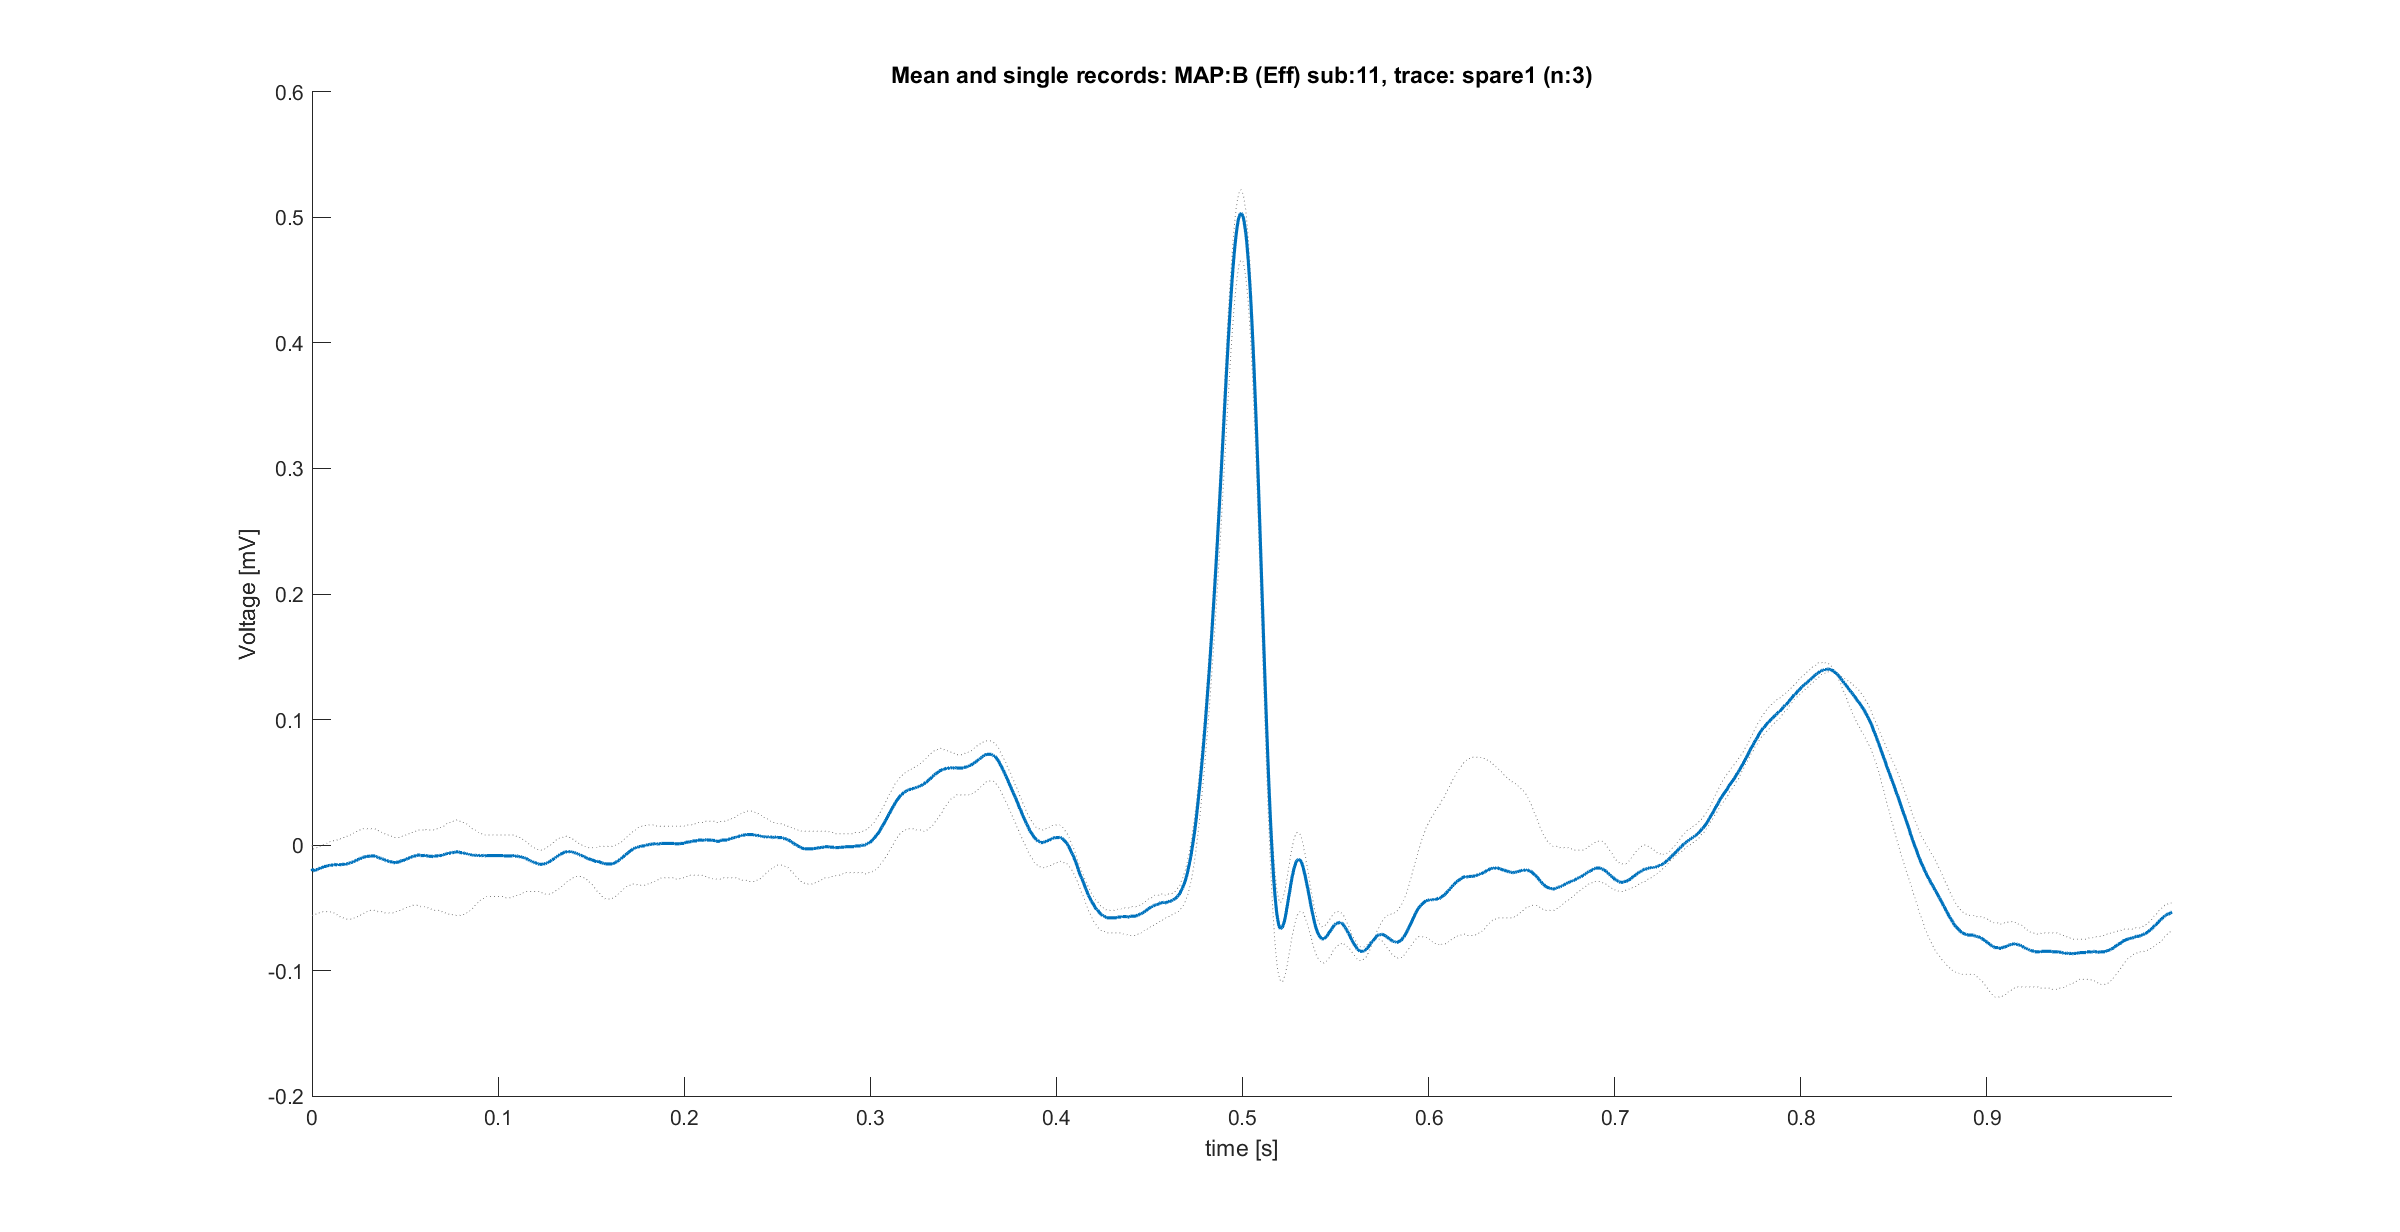 Mean and single records: MAP:B (Eff) sub:11, trace: spare1 (n:3)
0.6
0.5
0.4
0.3
0.2
0.1
0
-0.1
-0.2
Voltage [mV]
0 0.1 0.2 0.3 0.4 0.5 0.6 0.7 0.8 0.9
time [s]